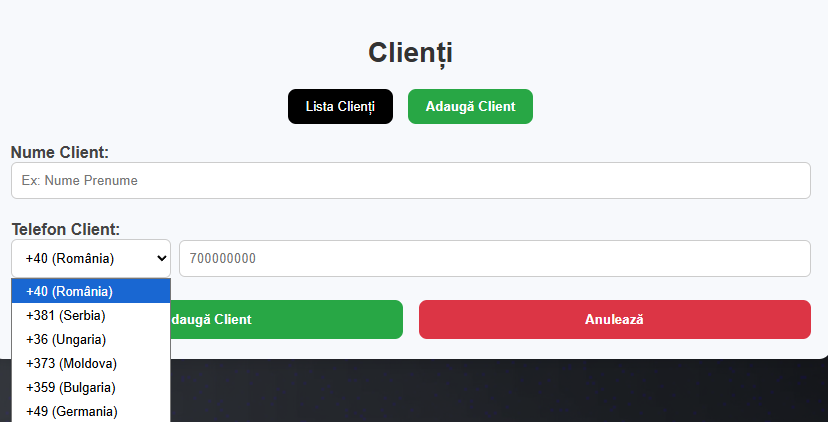 Clienți
Lista Clienți
Adaugă Client
Nume Client:
Ex: Nume Prenume
Telefon Client:
+40 (România)
700000000
+40 (România)
+381 (Serbia)
+36 (Ungaria)
+373 (Moldova)
+359 (Bulgaria)
+49 (Germania)
daugă Client
Anulează